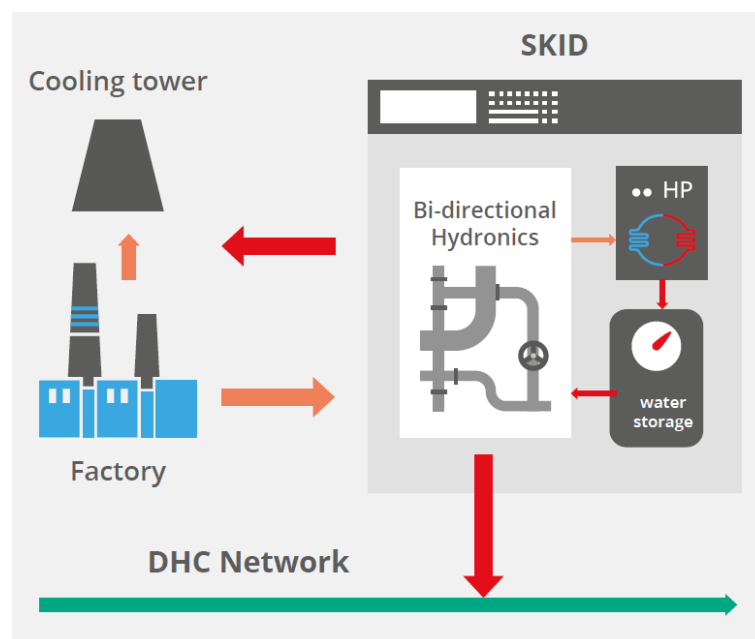 SKID
Cooling tower
HP
Bi-directional
Hydronics
water
storage
Factory
DHC Network